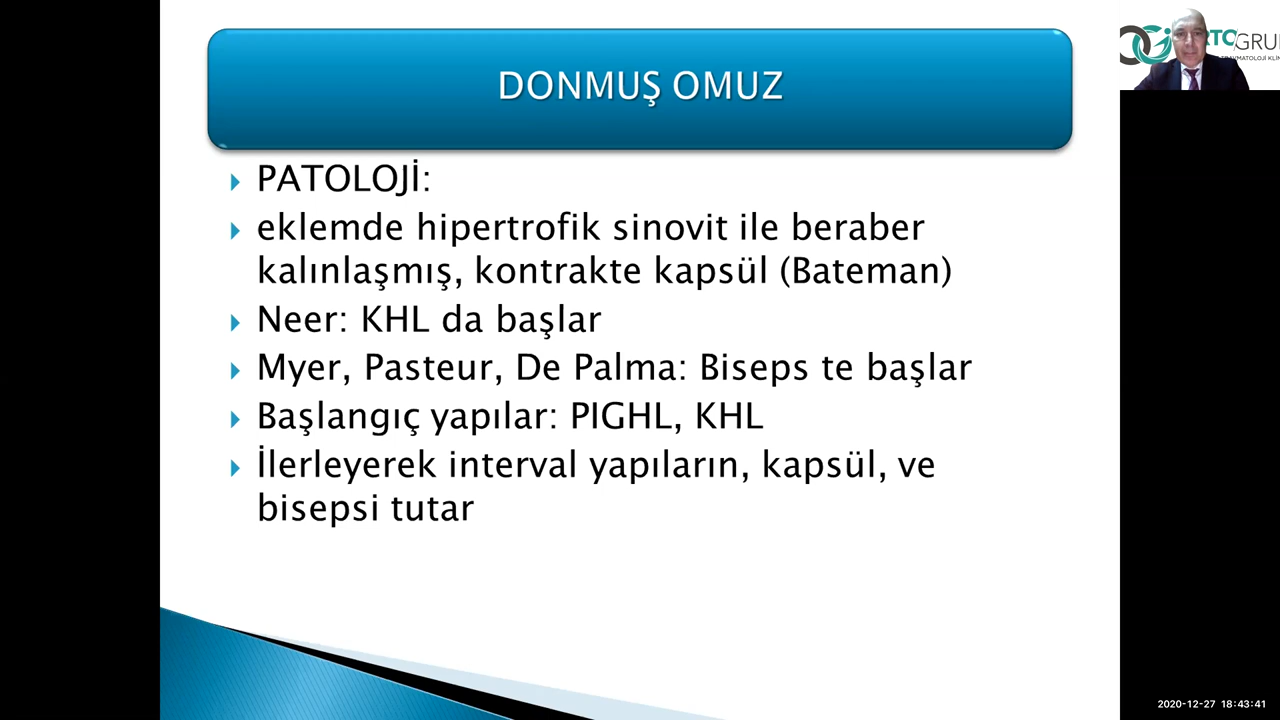 DONMUŞ OMUZ
PATOLOJİ:
eklemde hipertrofik sinovit ile beraber
kalınlaşmış, kontrakte kapsül (Bateman)
Neer: KHL da başlar
Myer, Pasteur, De Palma: Biseps te başlar
Başlangıç yapılar: PIGHL, KHL
İlerleyerek interval yapıların, kapsül, ve
bisepsi tutar
2020-12-27 18:43:41